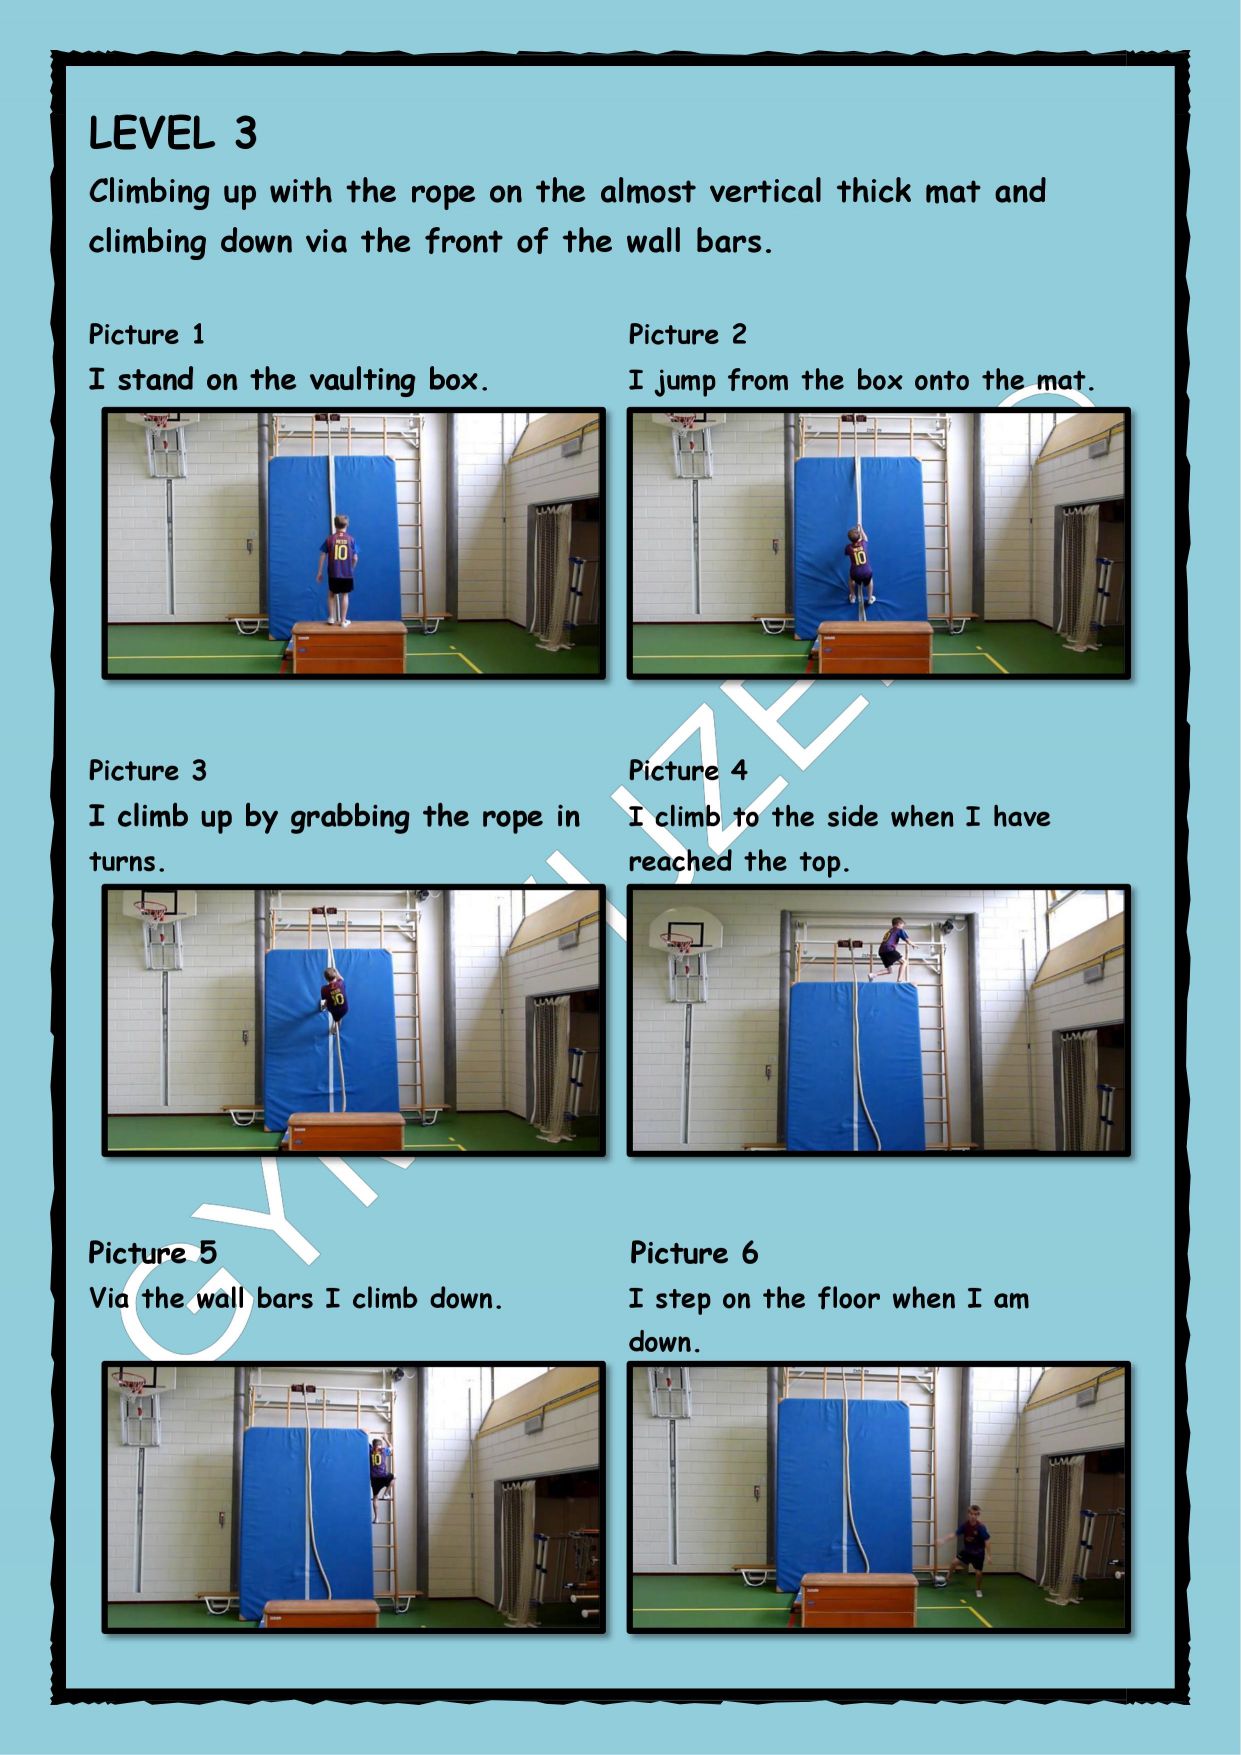 LEVEL 3
Climbing up with the rope on the almost vertical thick mat and
climbing down via the front of the wall bars.
Picture 1
I stand on the vaulting box.
Picture 2
I jump from the box onto the mat.
10
10
Picture 3
I climb up by grabbing the rope in
turns.
Picture 4
I climb to the side when I have
reached the top.
10
Picture 5
Via the wall bars I climb down.
Picture 6
I step on the floor when I am
down.
10